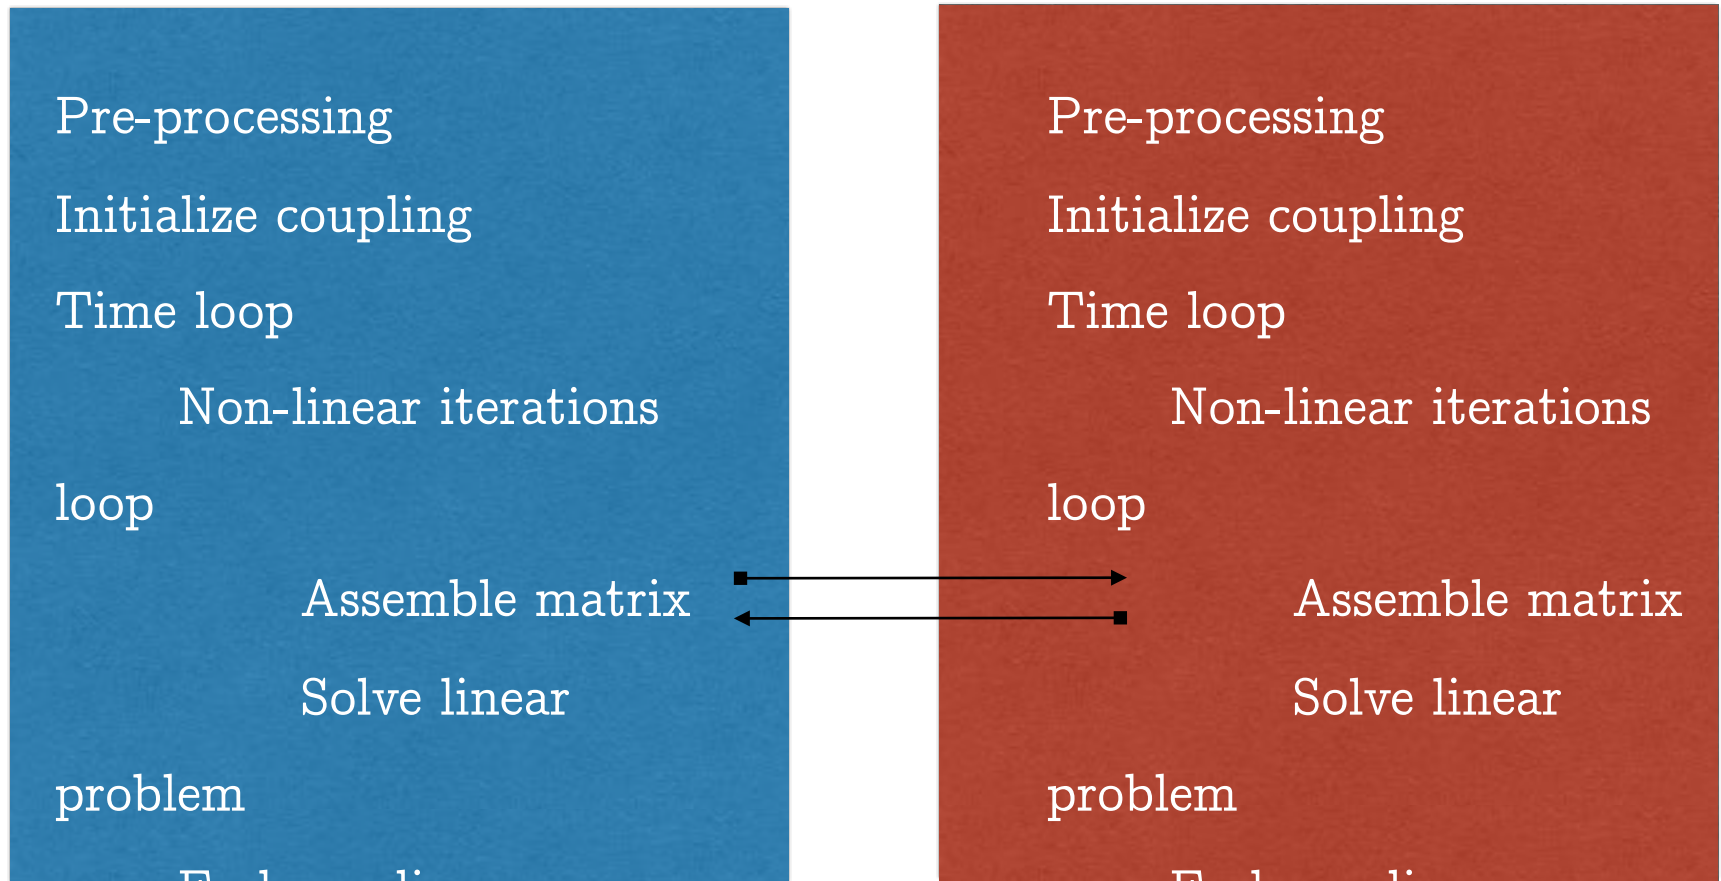 Pre-processing
Initialize coupling
Time loop
Non-linear iterations
loop
Assemble matrix
Solve linear
problem
Pre-processing
Initialize coupling
Time loop
Non-linear iterations
loop
Assemble matrix
Solve linear
problem